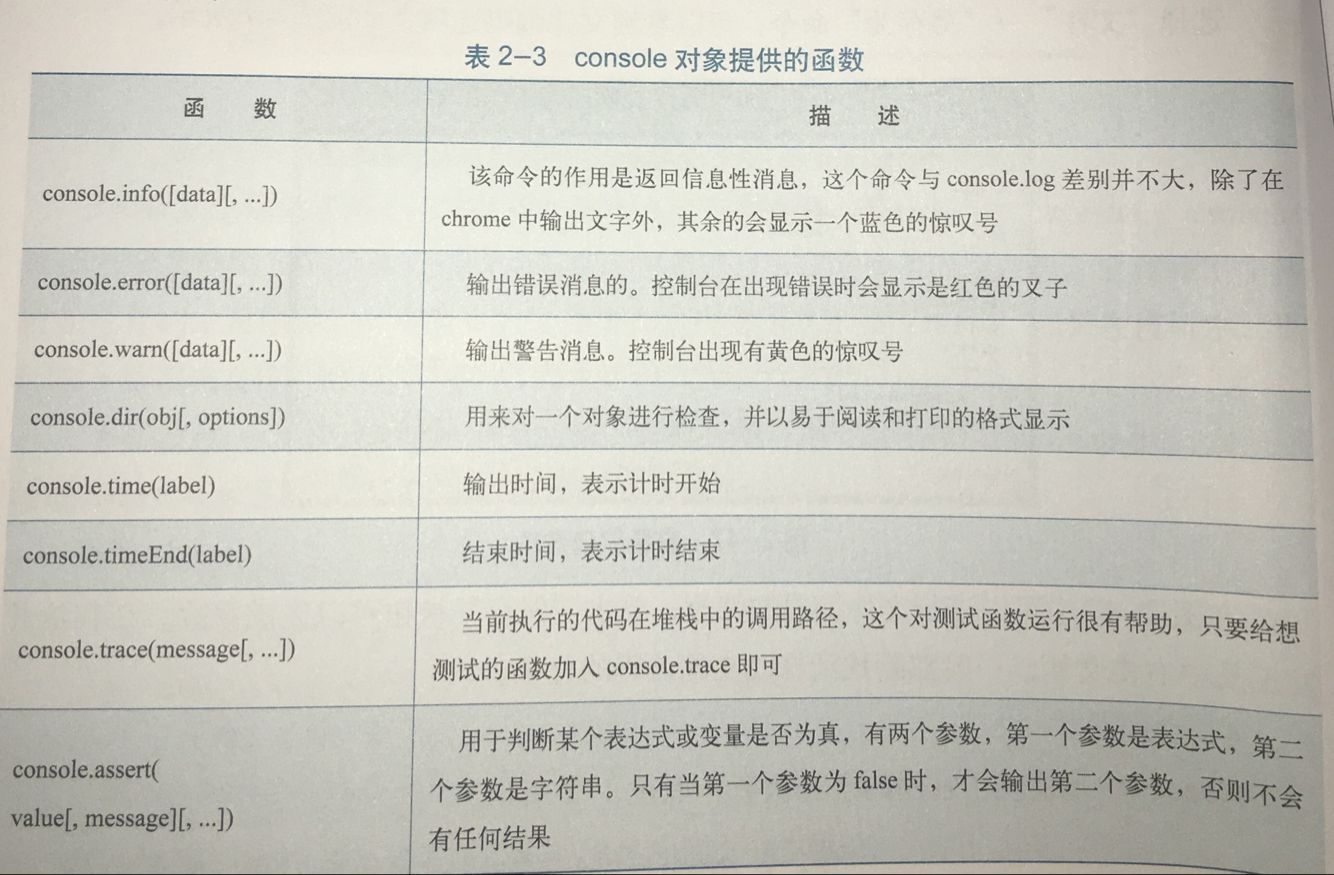 表 2-3 console 对象提供的函数
函 数
描 述
console.info([data][, ...])
该命令的作用是返回信息性消息，这个命令与 console.log 差别并不大，除了在
chrome 中输出文字外，其余的会显示一个蓝色的惊叹号
console.error([data][, ...])
输出错误消息的。控制台在出现错误时会显示是红色的叉子
console.warn([data][, ...])
输出警告消息。控制台出现有黄色的惊叹号
console.dir(obj[, options])
用来对一个对象进行检查，并以易于阅读和打印的格式显示
console.time(label)
输出时间，表示计时开始
console.timeEnd(label)
结束时间，表示计时结束
console.trace(message[, ...])
当前执行的代码在堆栈中的调用路径，这个对测试函数运行很有帮助，只要给想
测试的函数加入 console.trace 即可
console.assert(
value[, message][, ...])
用于判断某个表达式或变量是否为真，有两个参数，第一个参数是表达式，第二
个参数是字符串。只有当第一个参数为 false 时，才会输出第二个参数，否则不会
有任何结果